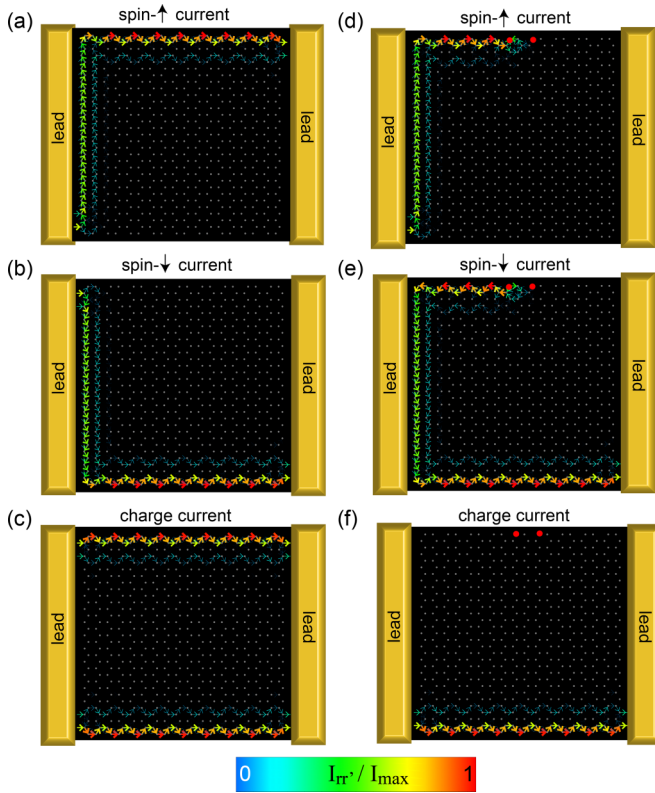 (a) spin-↑ current
lead lead
(d) spin-↑ current
lead lead
(b) spin-↓ current
lead lead
(e) spin-↓ current
lead lead
(c) charge current
lead lead
(f) charge current
lead lead
0 Irr' / Imax 1